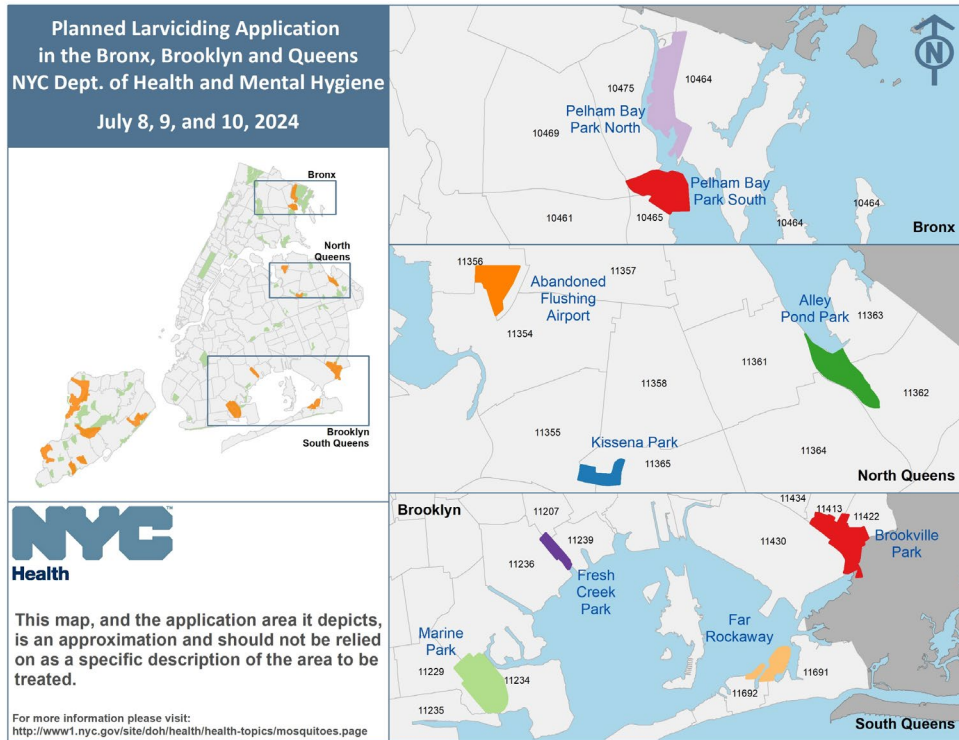 Planned Larviciding Application
in the Bronx, Brooklyn and Queens
NYC Dept. of Health and Mental Hygiene
July 8, 9, and 10, 2024
Bronx
North
Queens
Brooklyn
South Queens
NYC
TM
Health
This map, and the application area it depicts,
is an approximation and should not be relied
on as a specific description of the area to be
treated.
For more information please visit:
http://www1.nyc.gov/site/doh/health/health-topics/mosquitoes.page
N
10475
10464
Pelham Bay
Park North
10469
Pelham Bay
Park South
10461
10465
10464
10464
Bronx
11356
11357
Abandoned
Flushing
Airport
11354
Alley
Pond Park
11363
11361
11358
11362
11355
Kissena Park
11365
11364
North Queens
Brooklyn
11207
11434
11413
11422
11239
11430
Brookville
Park
11236
Fresh
Creek
Park
Marine
Park
Far
Rockaway
11229
11234
11691
11692
11235
South Queens